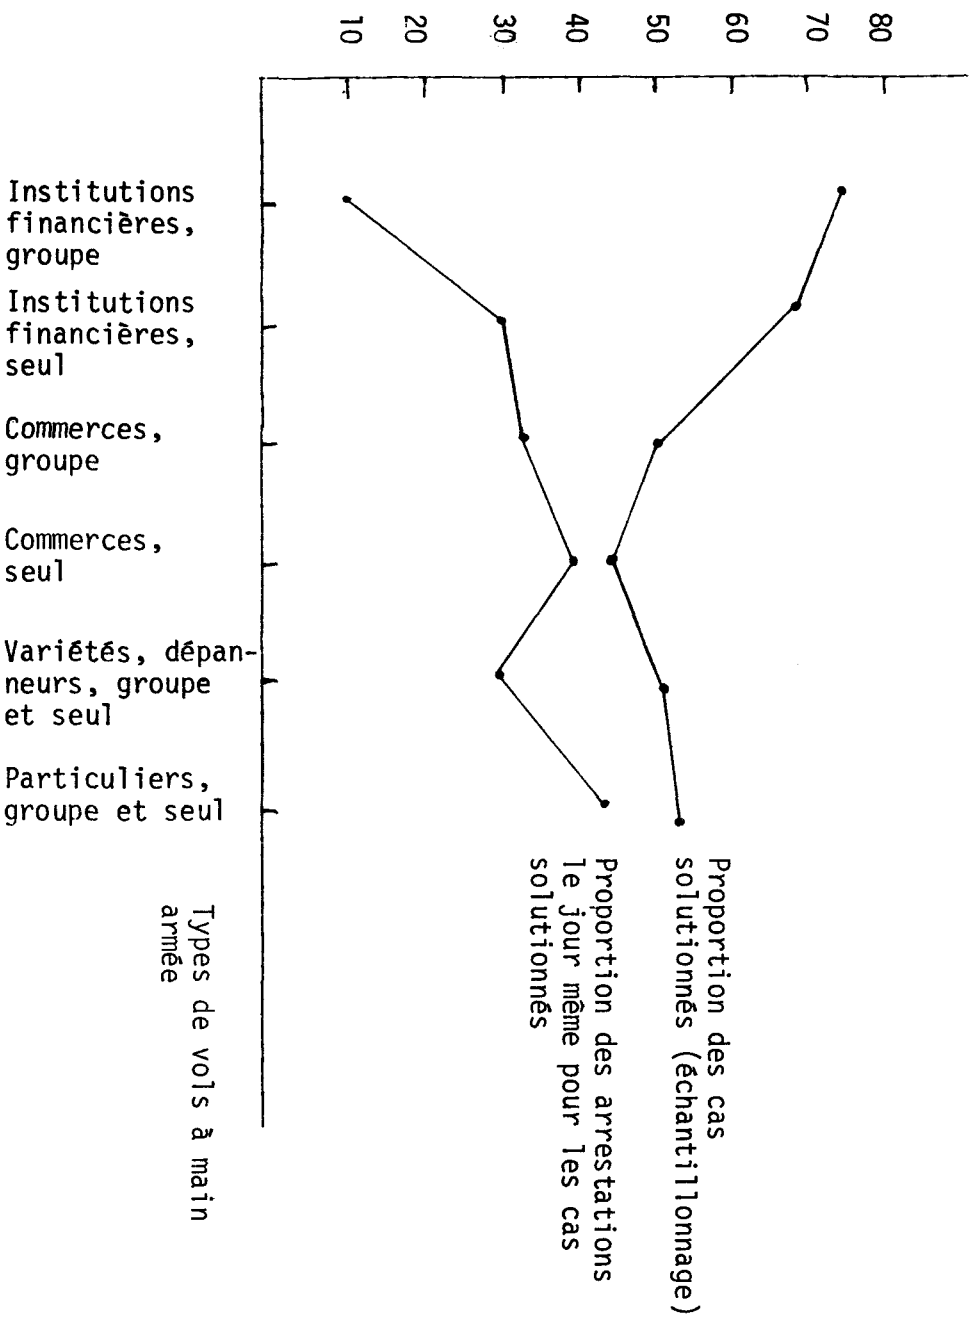 10
20
30
40
50
60
70
80
Institutions
financières,
groupe
Institutions
financières,
seul
Commerces,
groupe
Commerces,
seul
Variétés, dépan-
neurs, groupe
et seul
Particuliers,
groupe et seul
Proportion des cas
solutionnés (échantillonnage)
Proportion des arrestations
le jour même pour les cas
solutionnés
Types de vols à main
armée